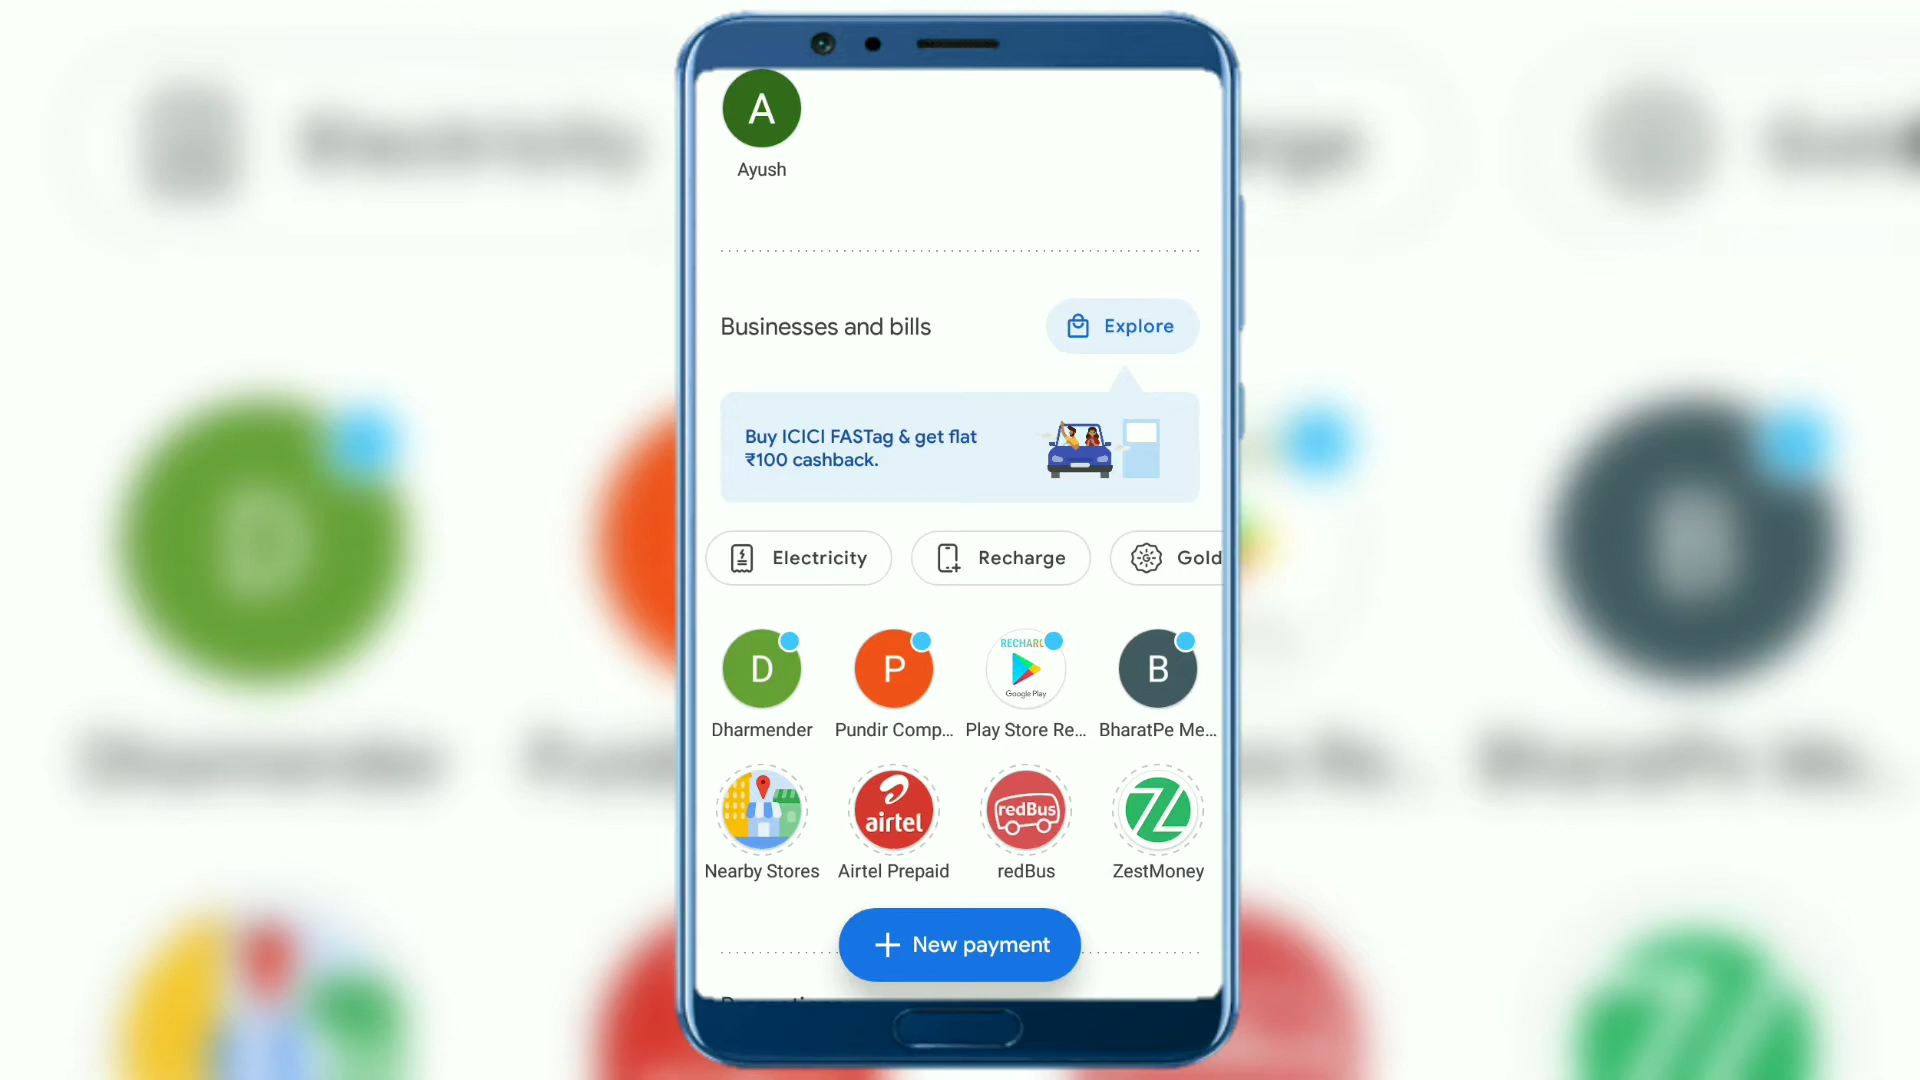 A
Ayush
Businesses and bills
Explore
Buy ICICI FASTag & get flat
₹100 cashback.
Electricity
Recharge
Gold
D
P
RECHARG
Google Play
B
Dharmender
Pundir Comp...
Play Store Re...
BharatPe Me...
airtel
redBus
Nearby Stores
Airtel Prepaid
redBus
ZestMoney
+ New payment